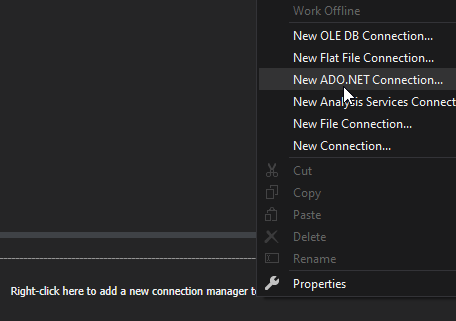 Work Offline
New OLE DB Connection...
New Flat File Connection...
New ADO.NET Connection...
New Analysis Services Connect
New File Connection...
New Connection...
Cut
Copy
Paste
Delete
Rename
Properties
Right-click here to add a new connection manager t